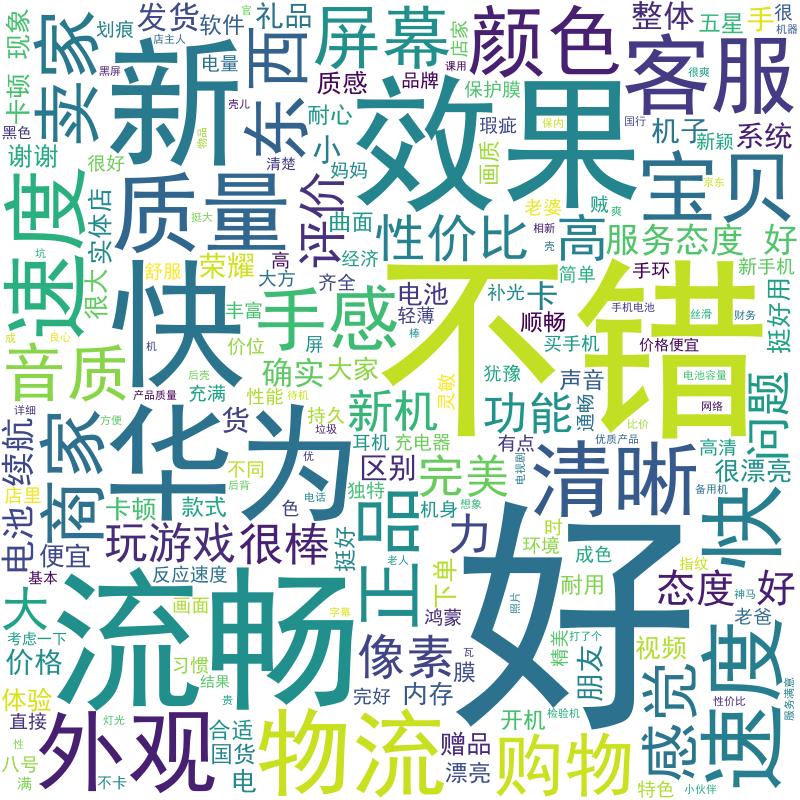 现象
卡顿
划痕
卖家
发货
软件
官
店主人
礼品
西
东
电量
黑屏
新
屏幕
质感
品牌
店家
课用
颜色
保护膜
整体
客服
五星
手
很
机器
很爽
黑色
谢谢
很好
壳儿
物品
清楚
耐心
小
妈妈
效果
瑕疵
画质
保内
国行
机子
新颖
系统
速度
实体店
很大
坑
挺大
质量
评价
曲面
性价比
老婆
相新
壳
贼
爽
高
宝贝
京东
服务态度 好
舒服
荣耀
高
大方
经济
齐全
电池
轻薄
补光
卡
顺畅
简单
买手机
手环
手机电池
价格便宜
丝滑
新手机
财务
挺好用
成
良心
机
快
丰富
价位
手感
屏
棒
不错
音质
后壳
产品质量
充满
性能
待机
确实
大家
灵敏
犹豫
声音
通畅
电池容量
网络
比价
问题
详细
续航
电池
店里
商家
方便
华为
货
不同
后背
垃圾
优
电话
持久
新机
耳机
充电器
区别
独特
功能
有点
电视剧
优质产品
清晰
高清
很漂亮
备用机
便宜
基本
卡顿
款式
色
玩游戏
很棒
反应速度
挺好
正品
老人
完美
机身
想象
力
下单
时
环境
成色
耐用
照片
指纹
快
态度 好
神马
老爸
大
考虑一下
价格
体验
直接
八号
满
性
灯光
流畅
画面
字幕
习惯
结果
贵
鸿蒙
像素
膜
瓦
完好
内存
好
精美
打了个
朋友
视频
感觉
速度
服务满意
外观
不卡
合适
国货
电
物流
赠品
漂亮
开机
检验机
购物
特色
性价比
小伙伴